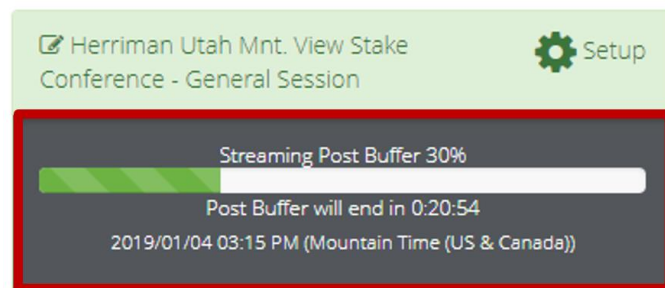 Herriman Utah Mnt. View Stake
Conference - General Session
Setup
Streaming Post Buffer 30%
Post Buffer will end in 0:20:54
2019/01/04 03:15 PM (Mountain Time (US & Canada))